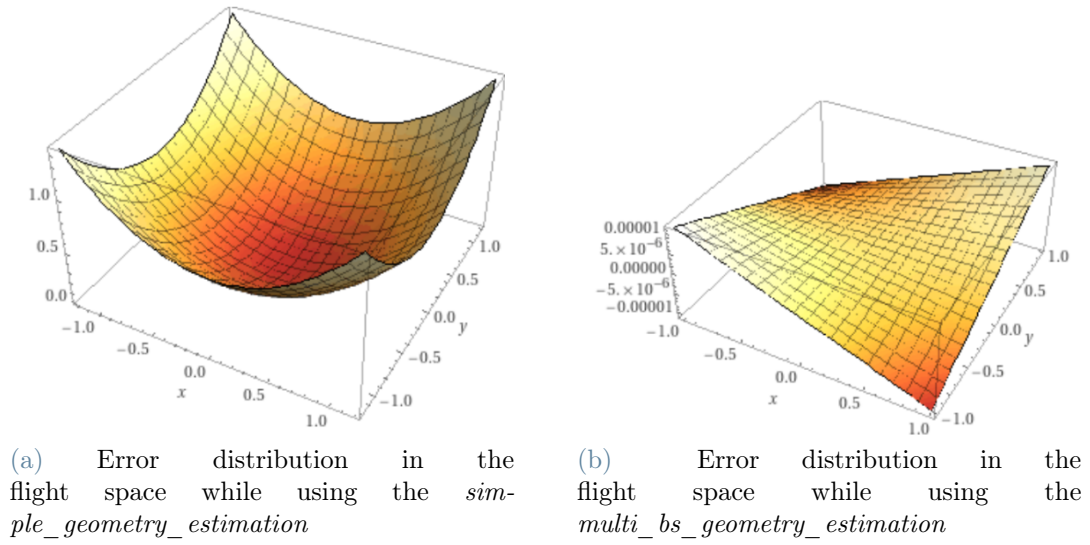 1.0
0.5
0.0
−1.0
−0.5
0.0
x
0.5
1.0
−1.0
−0.5
0.0
y
0.5
1.0
0.00001
5.×10⁻⁶
0.00000
−5.×10⁻⁶
−0.00001
−1.0
−0.5
0.0
x
0.5
1.0
−1.0
−0.5
0.0
y
0.5
1.0
(a) Error distribution in the
flight space while using the sim-
ple_geometry_estimation
(b) Error distribution in the
flight space while using the
multi_bs_geometry_estimation